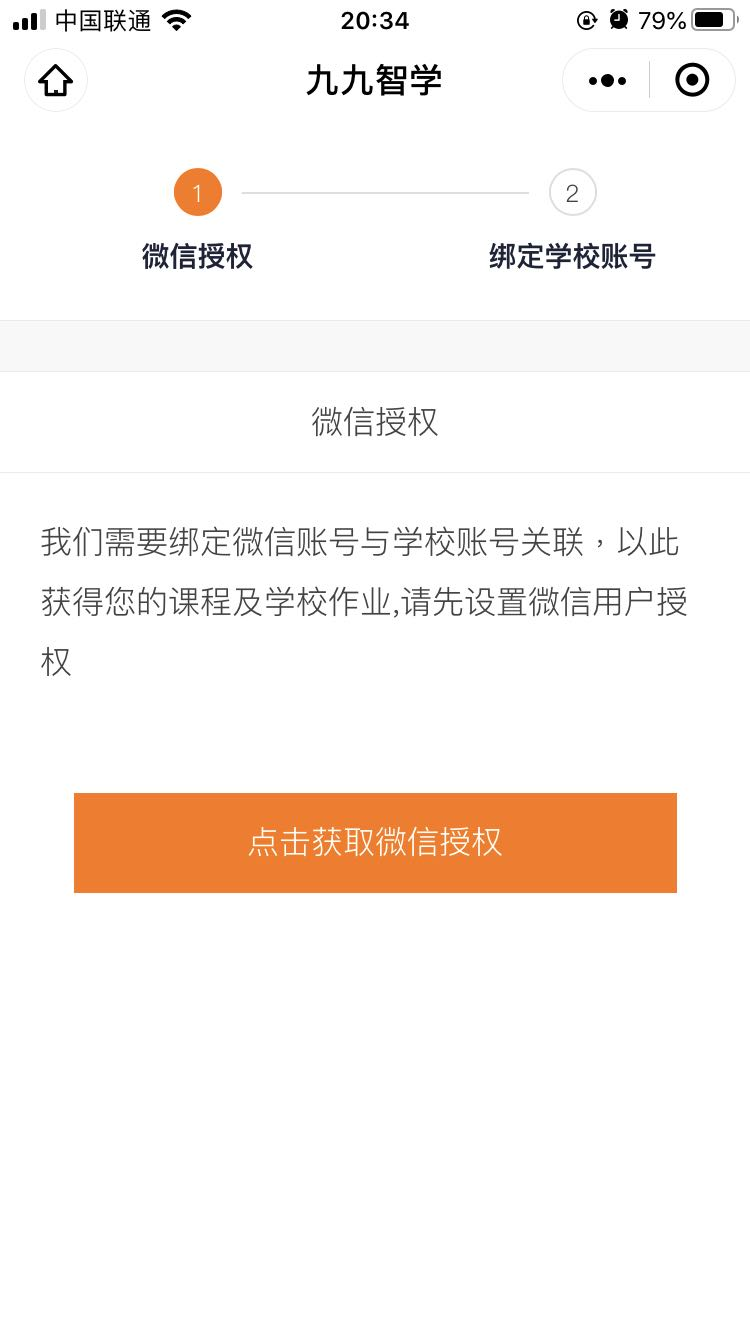 中国联通 20:34 79%
九九智学
1 2
微信授权 绑定学校账号
微信授权
我们需要绑定微信账号与学校账号关联，以此
获得您的课程及学校作业,请先设置微信用户授
权
点击获取微信授权